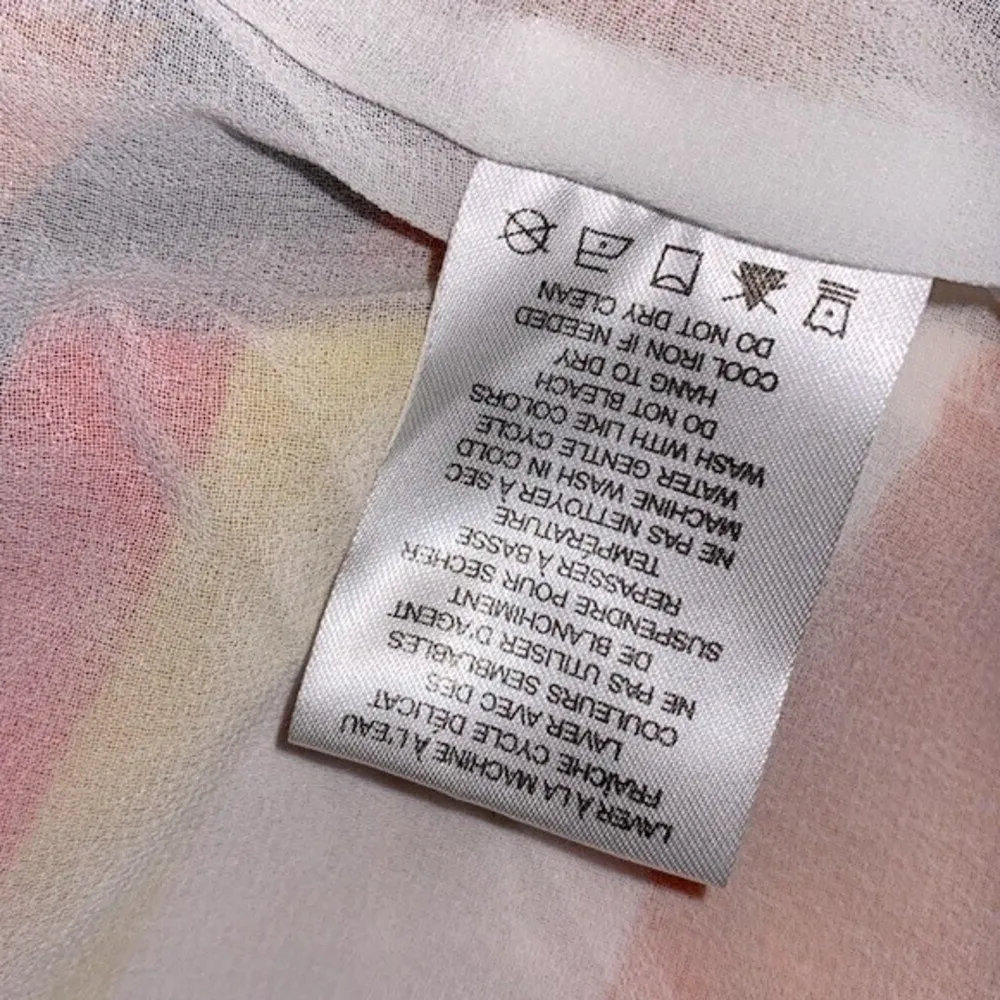 LAVER À LA MACHINE À L'EAU
FRAÎCHE CYCLE DÉLICAT
LAVER AVEC DES
COULEURS SEMBLABLES
NE PAS UTILISER D'AGENT
DE BLANCHIMENT
SUSPENDRE POUR SECHER
REPASSER À BASSE
TEMPÉRATURE
NE PAS NETTOYER À SEC
MACHINE WASH IN COLD
WATER GENTLE CYCLE
WASH WITH LIKE COLORS
DO NOT BLEACH
HANG TO DRY
COOL IRON IF NEEDED
DO NOT DRY CLEAN